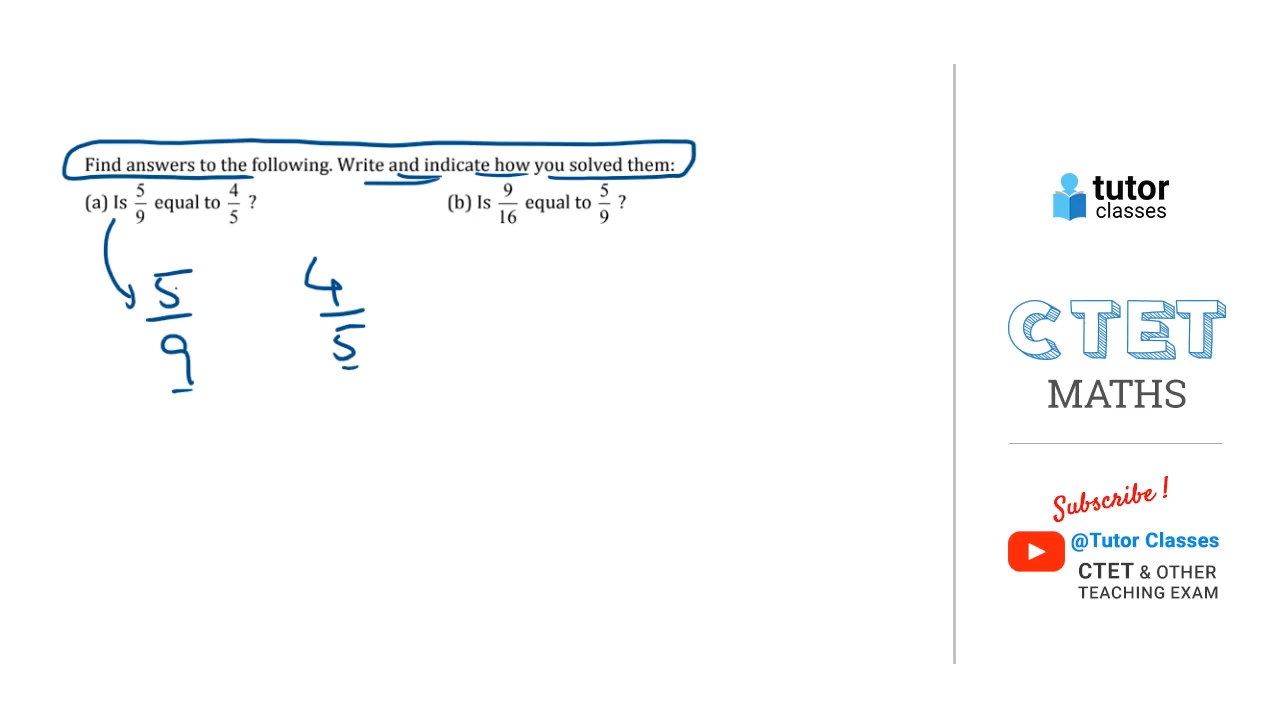 Find answers to the following. Write and indicate how you solved them:
(a) Is 5/9 equal to 4/5 ?
(b) Is 9/16 equal to 5/9 ?
5/9
4/5
tutor
classes
CTET
MATHS
Subscribe !
@Tutor Classes
CTET & OTHER
TEACHING EXAM